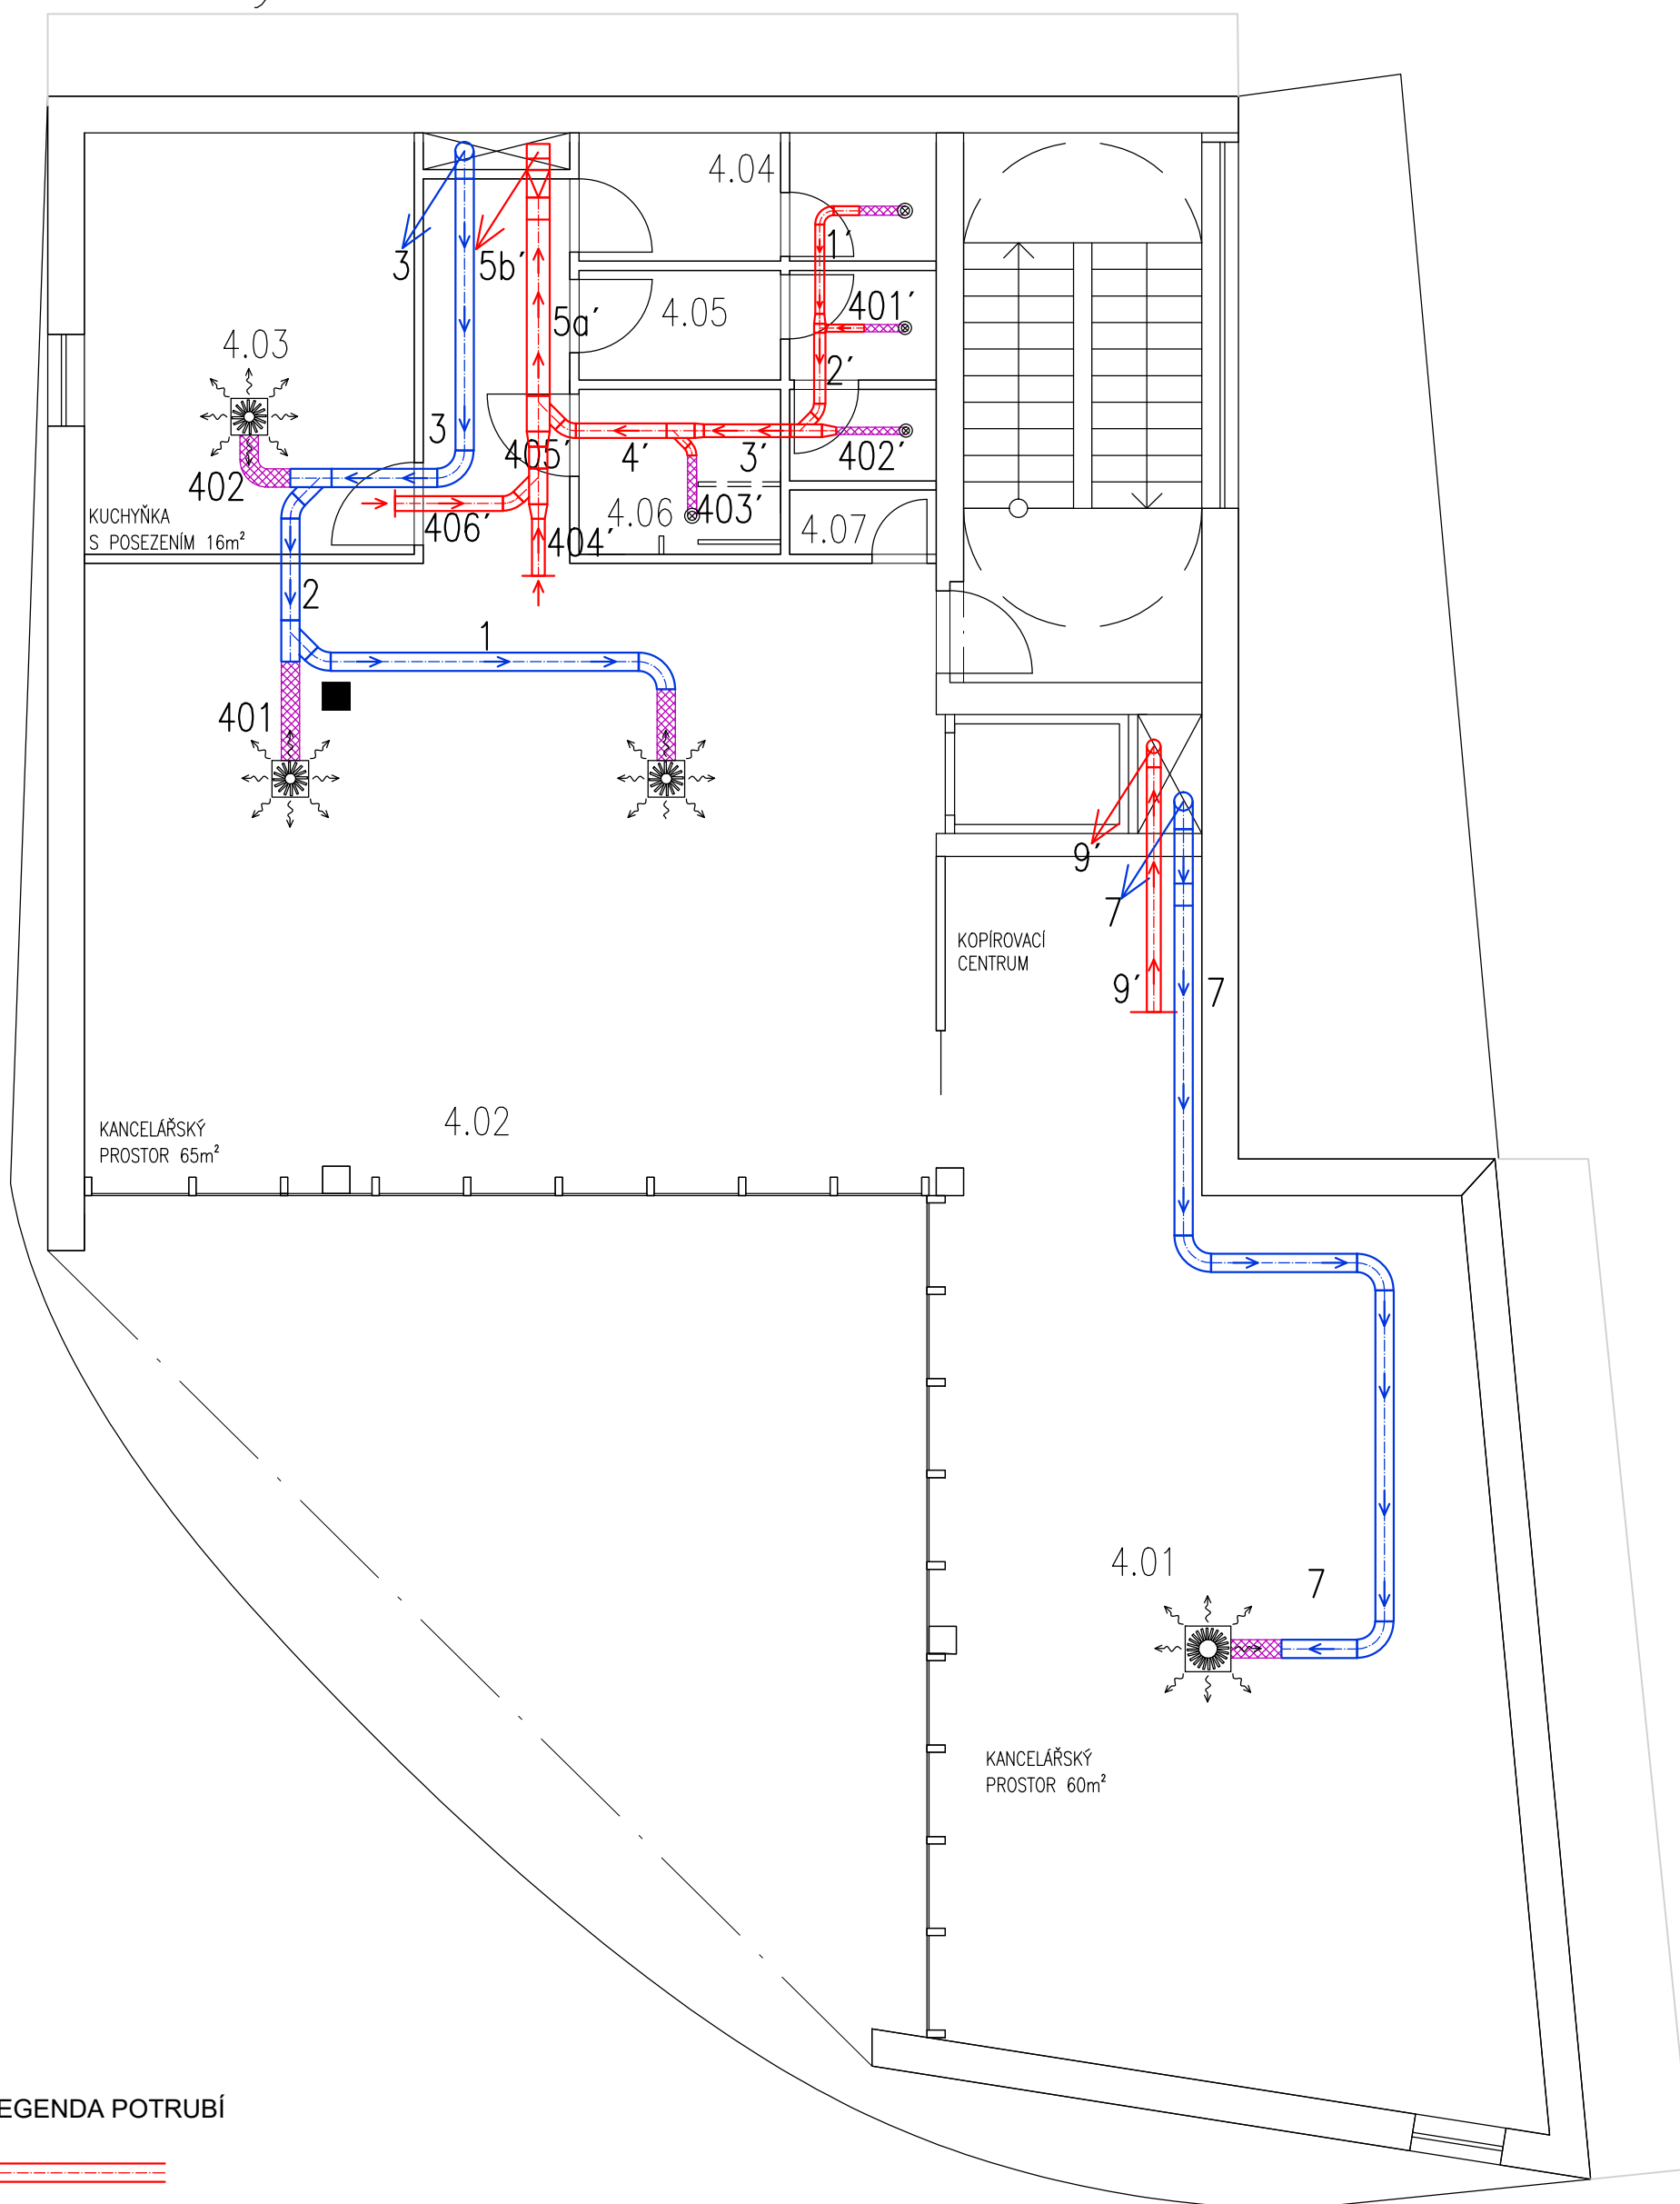 4.04
1′
3
5b′
401′
4.05
5a′
4.03
2′
3
405′
4′
3′
402′
402
KUCHYŇKA
S POSEZENÍM 16m²
406′
404′
4.06
403′
4.07
2
1
401
9′
7
KOPÍROVACÍ
CENTRUM
9′
7
KANCELÁŘSKÝ
PROSTOR 65m²
4.02
4.01
7
KANCELÁŘSKÝ
PROSTOR 60m²
EGENDA POTRUBÍ